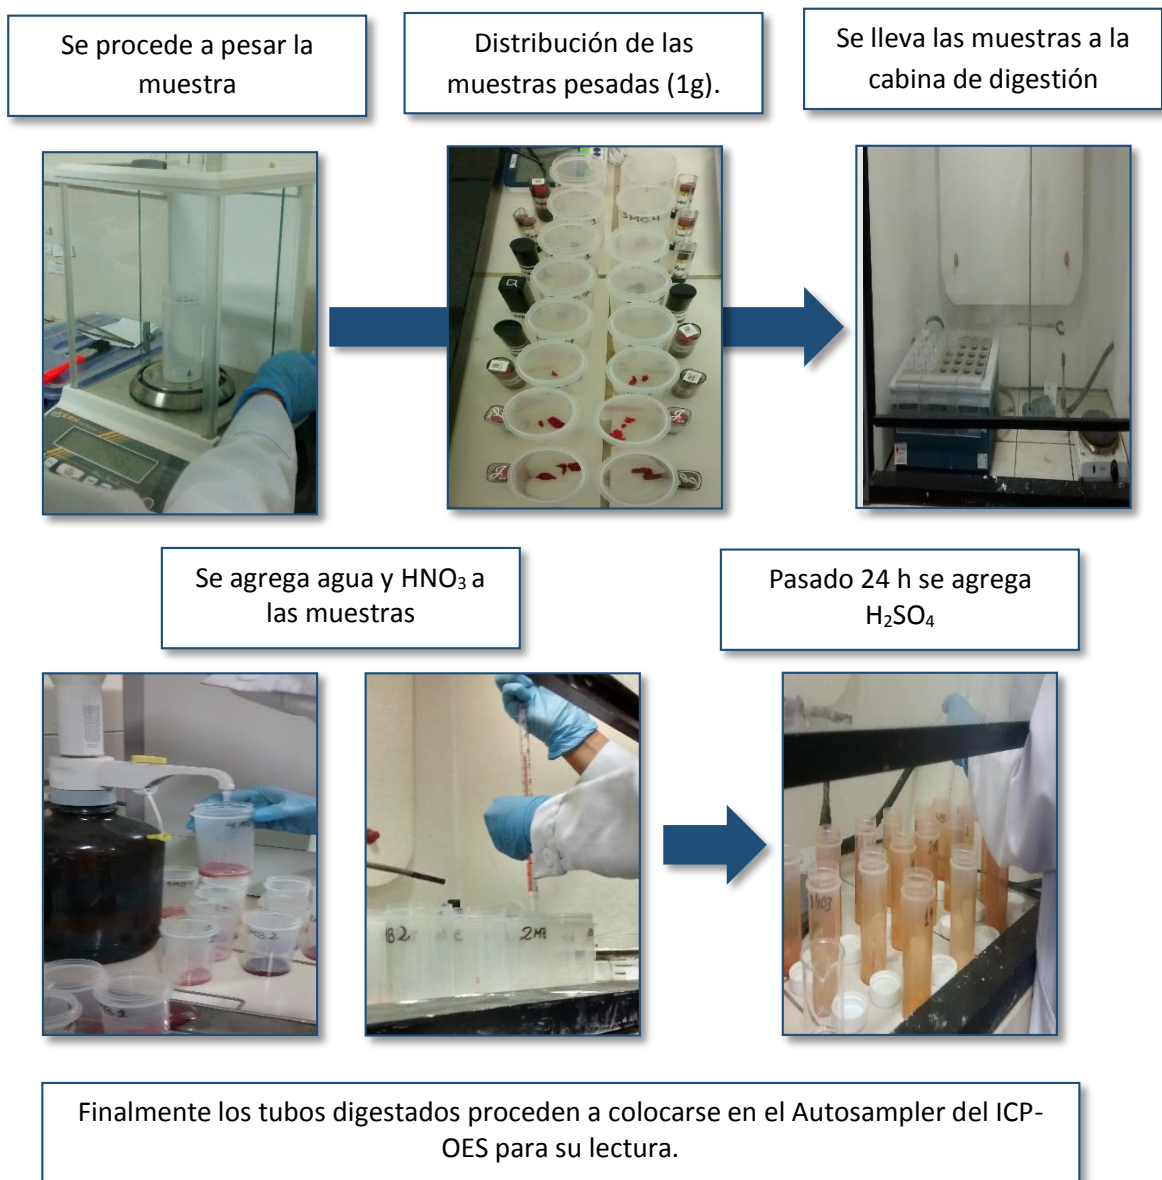 Se procede a pesar la
muestra
Distribución de las
muestras pesadas (1g).
Se lleva las muestras a la
cabina de digestión
Se agrega agua y HNO₃ a
las muestras
Pasado 24 h se agrega
H₂SO₄
2MB
Finalmente los tubos digestados proceden a colocarse en el Autosampler del ICP-
OES para su lectura.